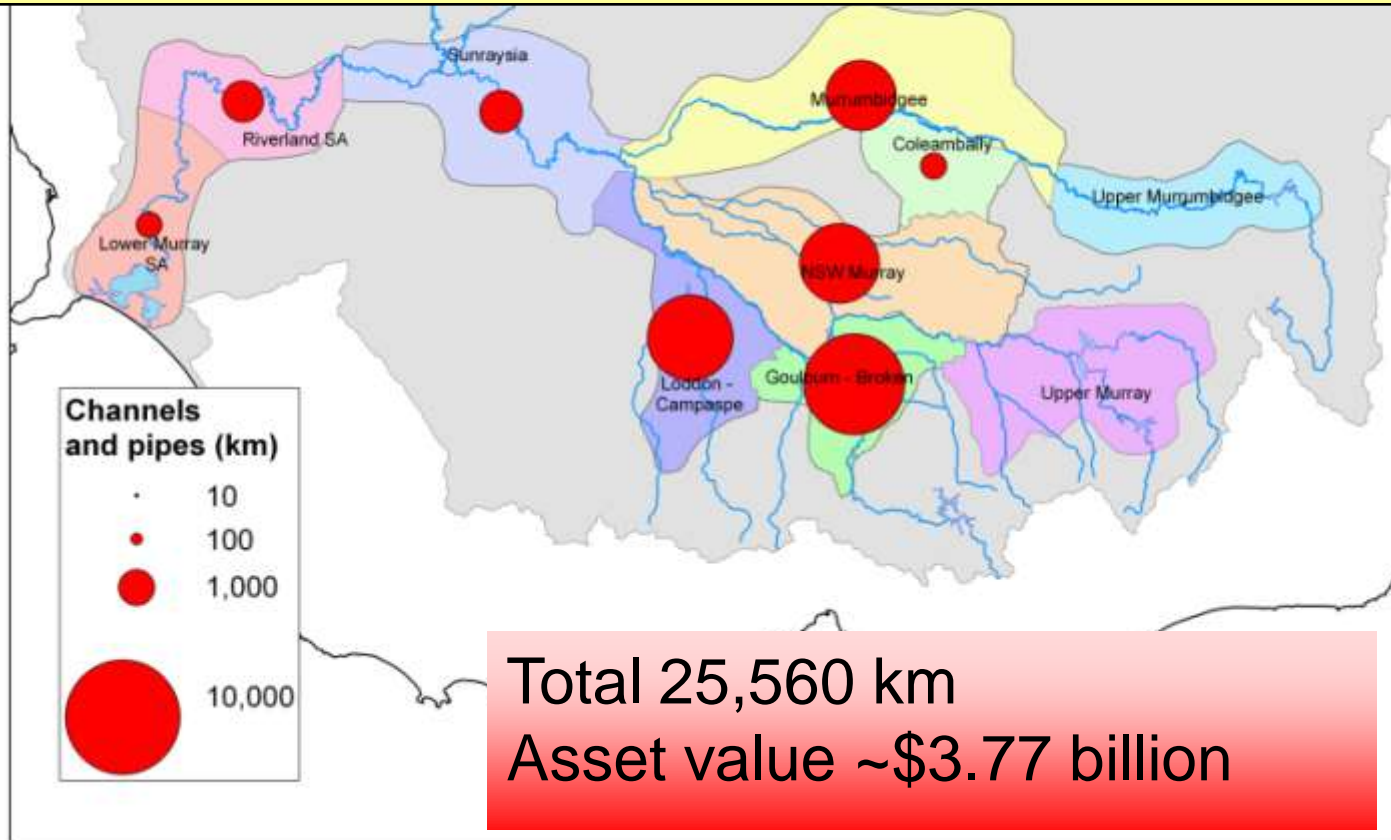 Sunraysia
Murrumbidgee
Riverland SA
Coleambally
Upper Murrumbidgee
Lower Murray
SA
NSW Murray
Loddon -
Campaspe
Goulburn - Broken
Upper Murray
Channels
and pipes (km)
10
100
1,000
10,000
Total 25,560 km
Asset value ~$3.77 billion